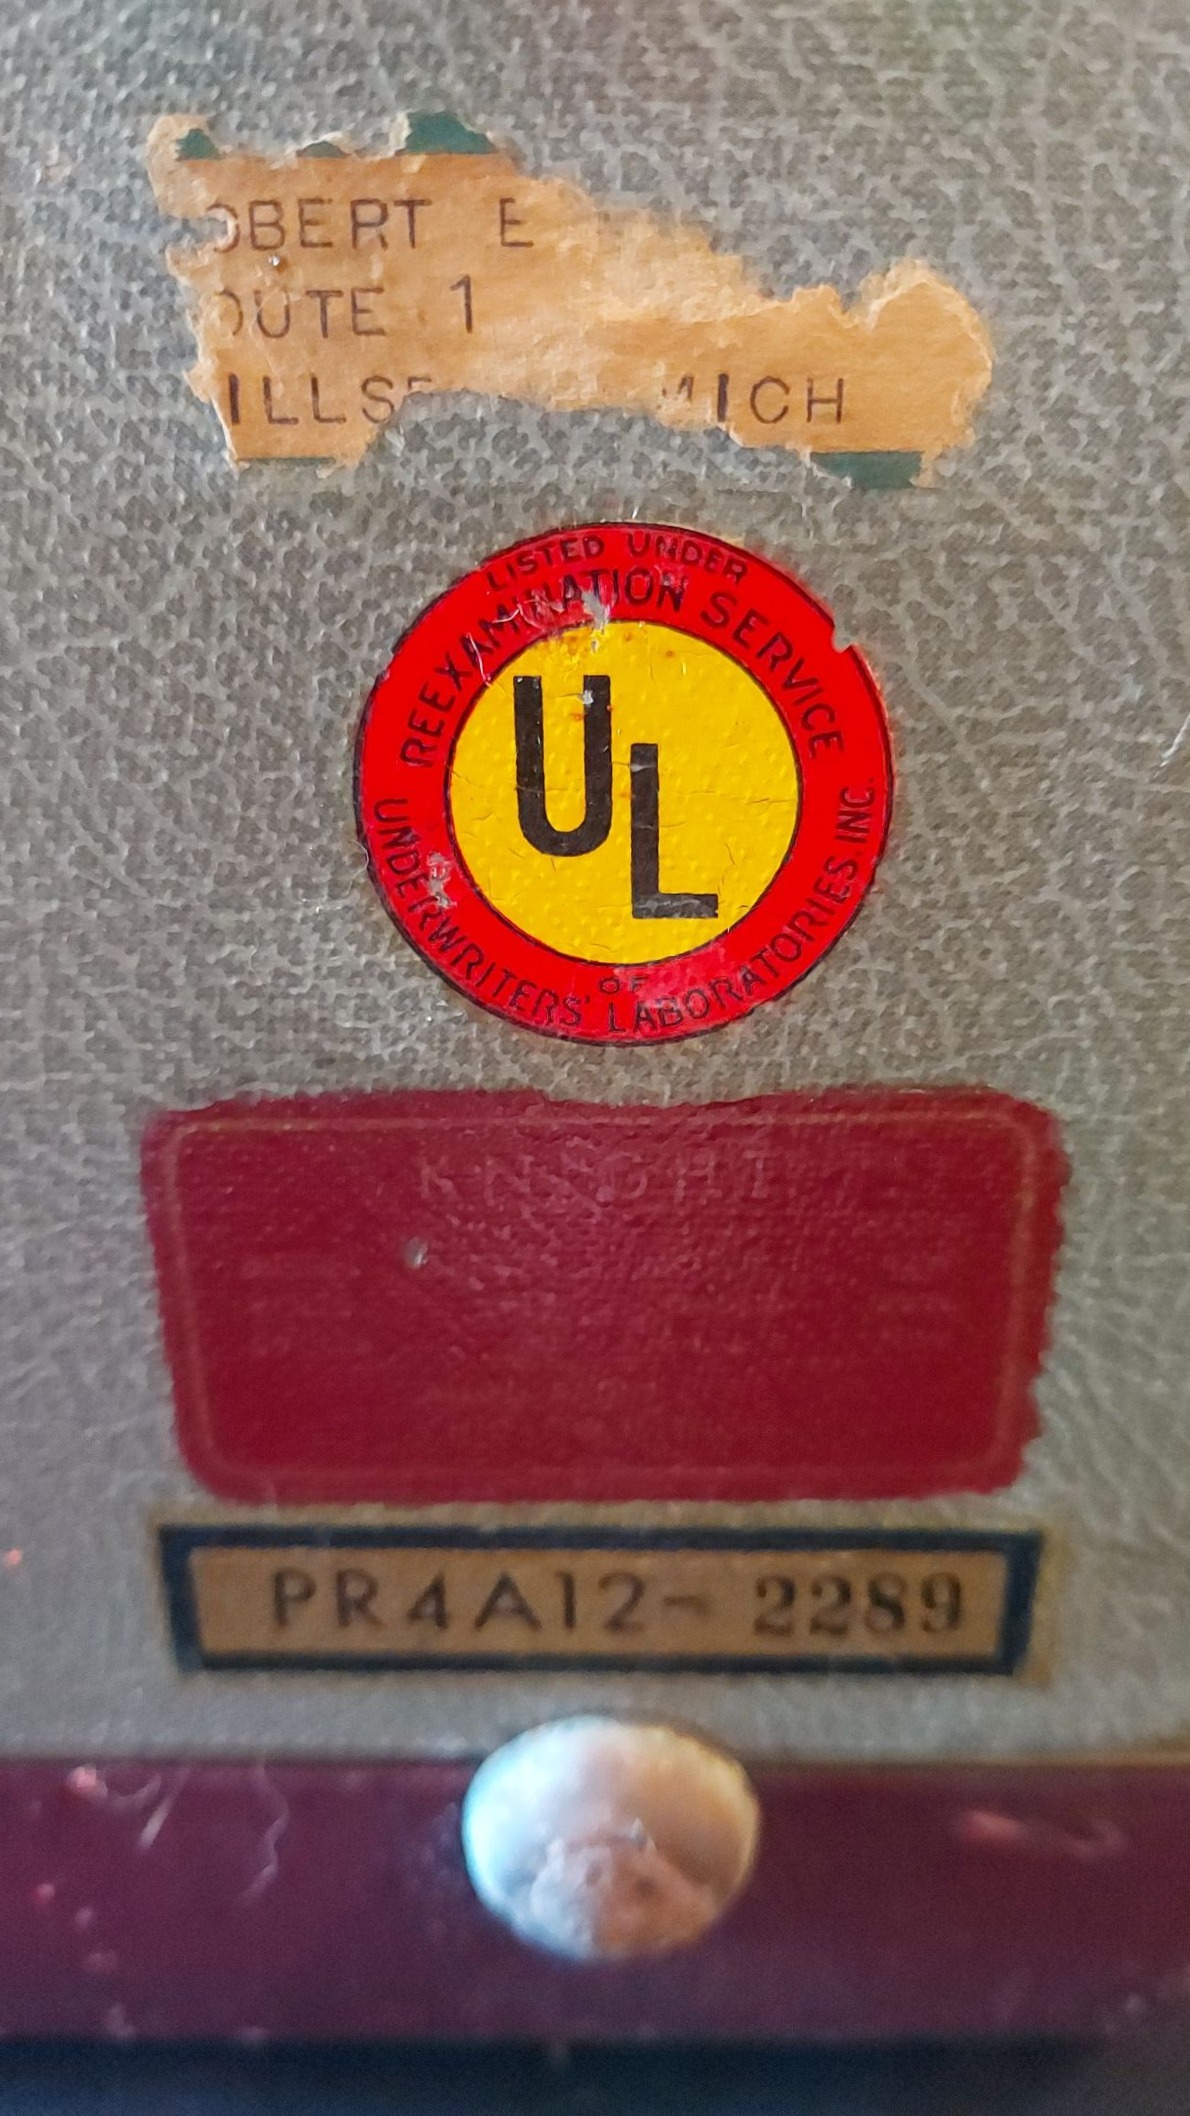 OBERT E
OUTE 1
ILLS MICH
LISTED UNDER
REEXAMINATION SERVICE
UL
OF
UNDERWRITERS' LABORATORIES, INC.
KNIGHT
PR4A12- 2289